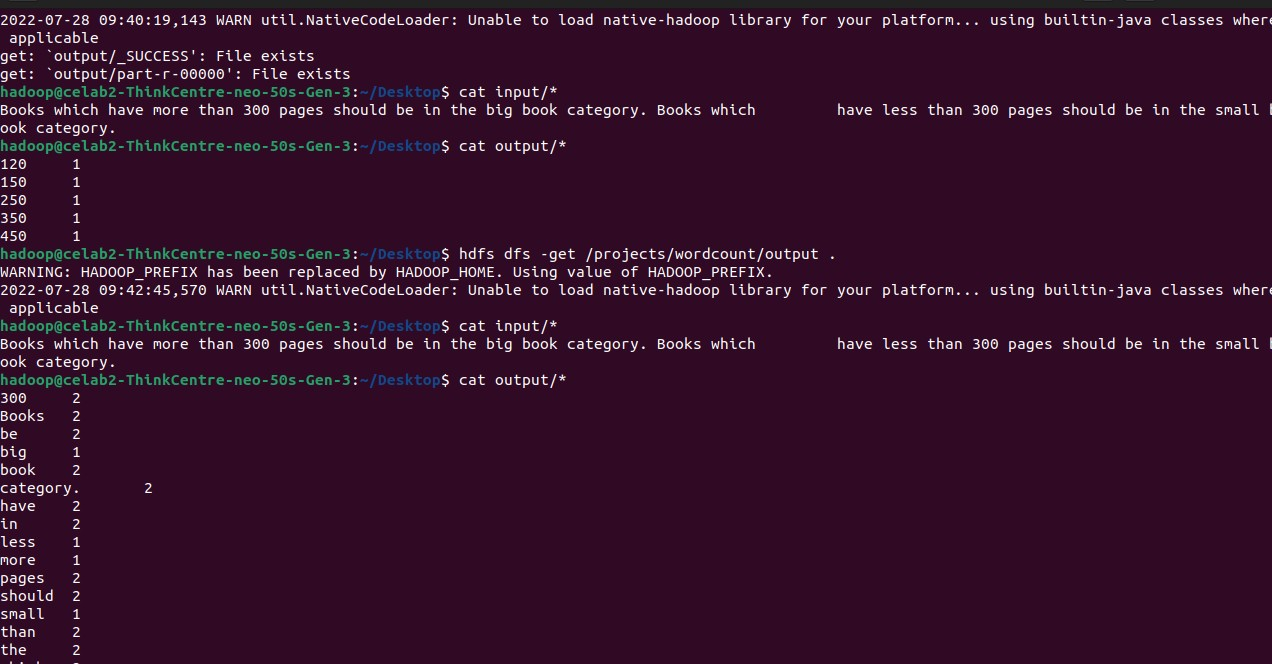 2022-07-28 09:40:19,143 WARN util.NativeCodeLoader: Unable to load native-hadoop library for your platform... using builtin-java classes where
applicable
get: `output/_SUCCESS': File exists
get: `output/part-r-00000': File exists
hadoop@celab2-ThinkCentre-neo-50s-Gen-3:~/Desktop$ cat input/*
Books which have more than 300 pages should be in the big book category. Books which         have less than 300 pages should be in the small
ook category.
hadoop@celab2-ThinkCentre-neo-50s-Gen-3:~/Desktop$ cat output/*
120     1
150     1
250     1
350     1
450     1
hadoop@celab2-ThinkCentre-neo-50s-Gen-3:~/Desktop$ hdfs dfs -get /projects/wordcount/output .
WARNING: HADOOP_PREFIX has been replaced by HADOOP_HOME. Using value of HADOOP_PREFIX.
2022-07-28 09:42:45,570 WARN util.NativeCodeLoader: Unable to load native-hadoop library for your platform... using builtin-java classes where
applicable
hadoop@celab2-ThinkCentre-neo-50s-Gen-3:~/Desktop$ cat input/*
Books which have more than 300 pages should be in the big book category. Books which         have less than 300 pages should be in the small
ook category.
hadoop@celab2-ThinkCentre-neo-50s-Gen-3:~/Desktop$ cat output/*
300     2
Books   2
be      2
big     1
book    2
category.       2
have    2
in      2
less    1
more    1
pages   2
should  2
small   1
than    2
the     2